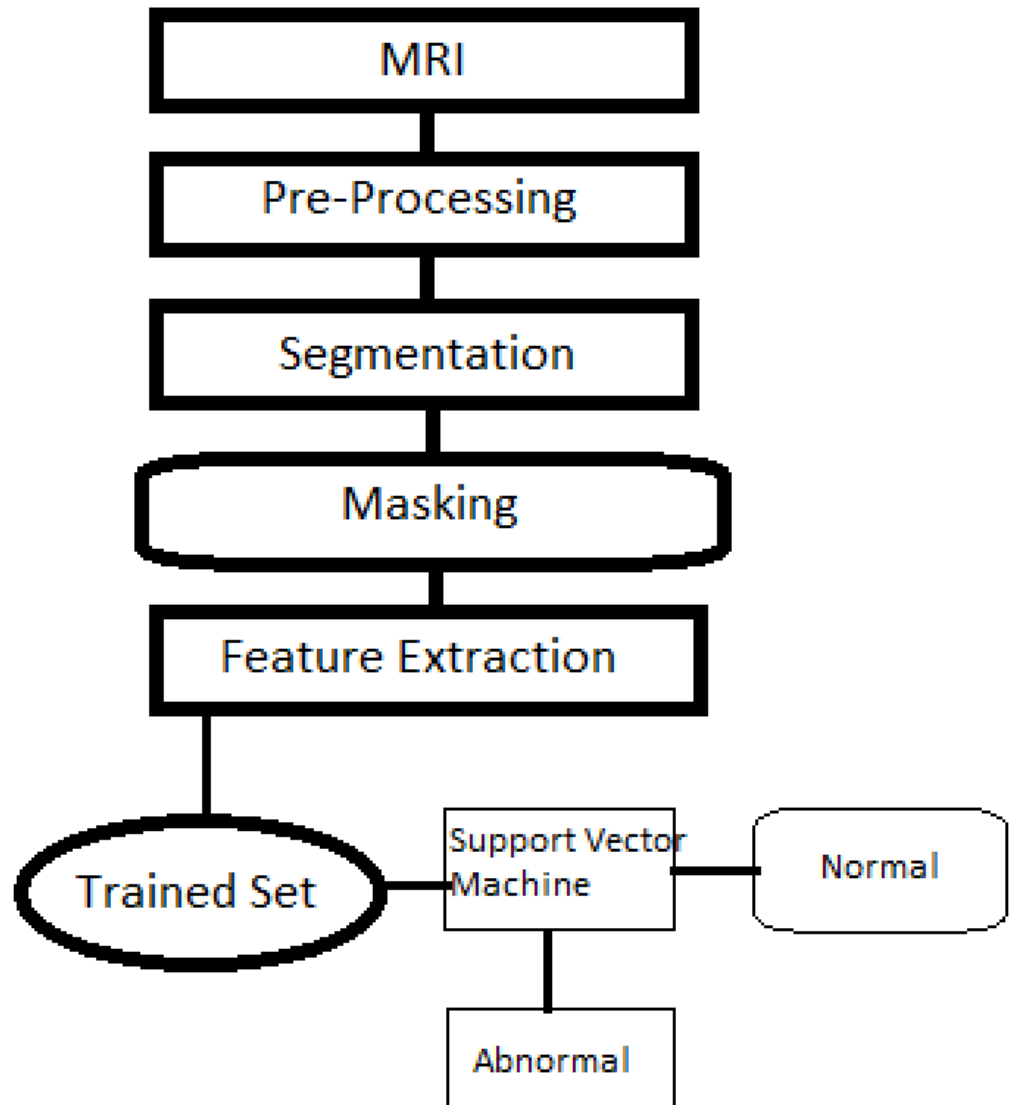 MRI
Pre-Processing
Segmentation
Masking
Feature Extraction
Trained Set
Support Vector
Machine
Normal
Abnormal